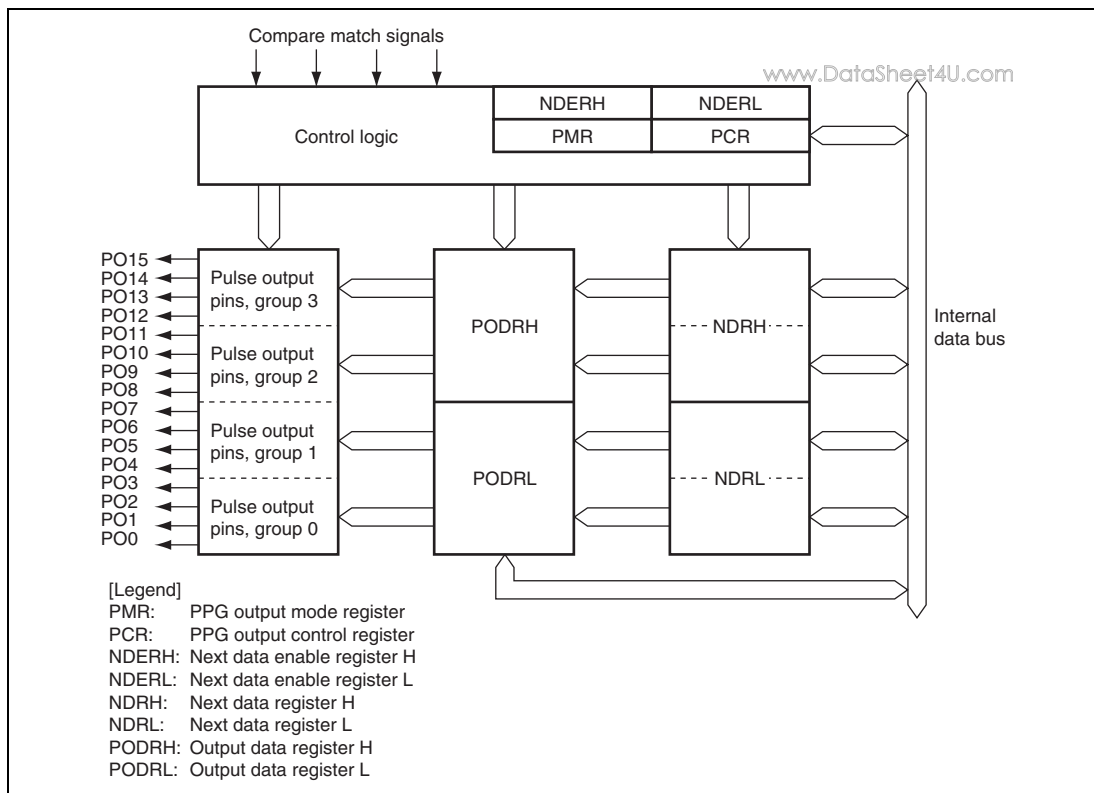 Compare match signals
www.DataSheet4U.com
NDERH
NDERL
Control logic
PMR
PCR
PO15
PO14
PO13
PO12
PO11
PO10
PO9
PO8
PO7
PO6
PO5
PO4
PO3
PO2
PO1
PO0
Pulse output
pins, group 3
Pulse output
pins, group 2
Pulse output
pins, group 1
Pulse output
pins, group 0
PODRH
PODRL
NDRH
NDRL
Internal
data bus
[Legend]
PMR: PPG output mode register
PCR: PPG output control register
NDERH: Next data enable register H
NDERL: Next data enable register L
NDRH: Next data register H
NDRL: Next data register L
PODRH: Output data register H
PODRL: Output data register L